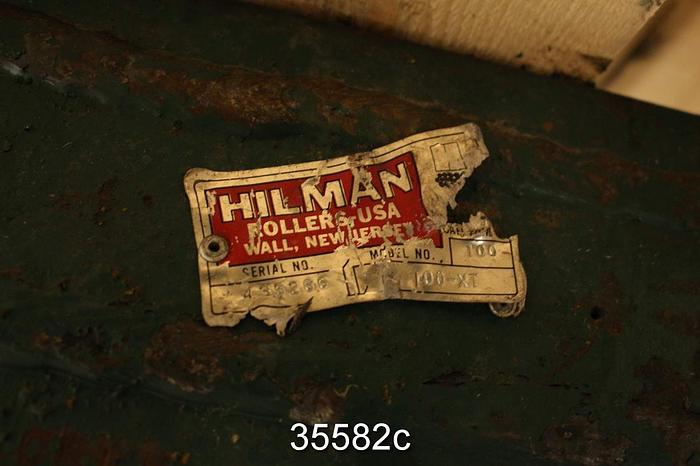 HILMAN
ROLLERS, USA
WALL, NEW JERSEY
SERIAL NO.
MODEL NO.
100
100-XT
35582c